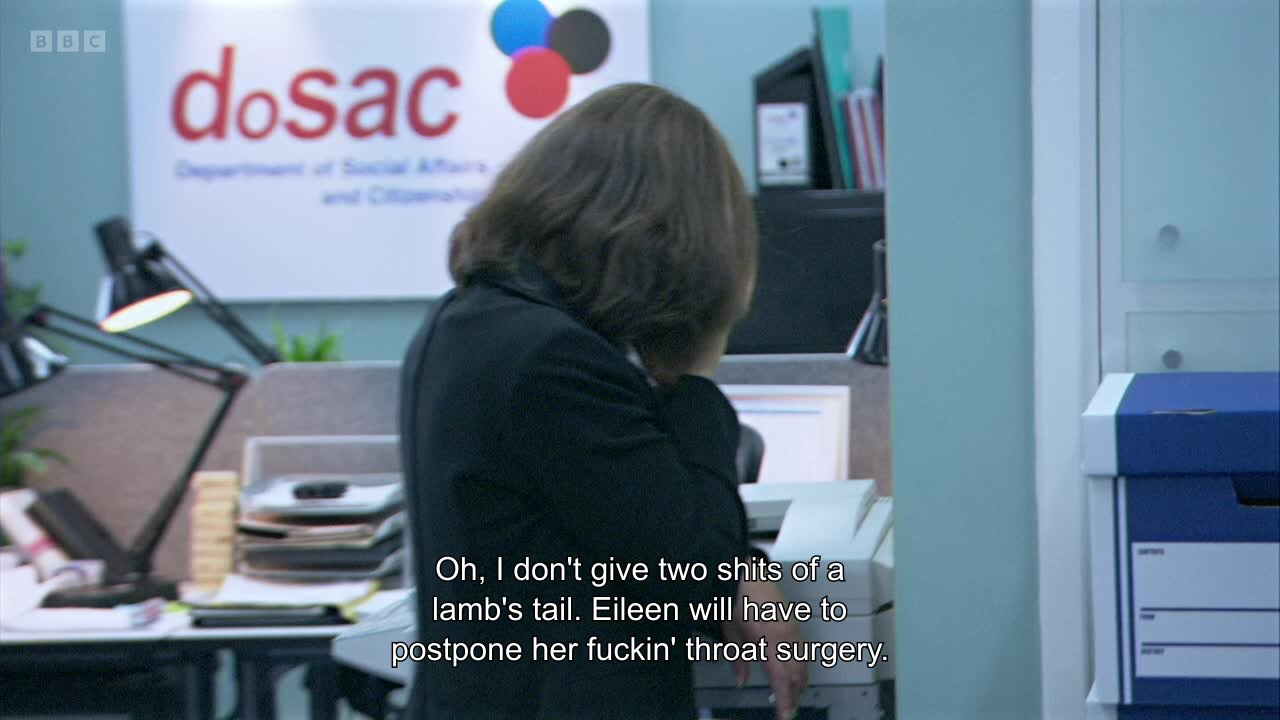 BBC
dosac
Department of Social Affairs
and Citizenship
Oh, I don't give two shits of a
lamb's tail. Eileen will have to
postpone her fuckin' throat surgery.